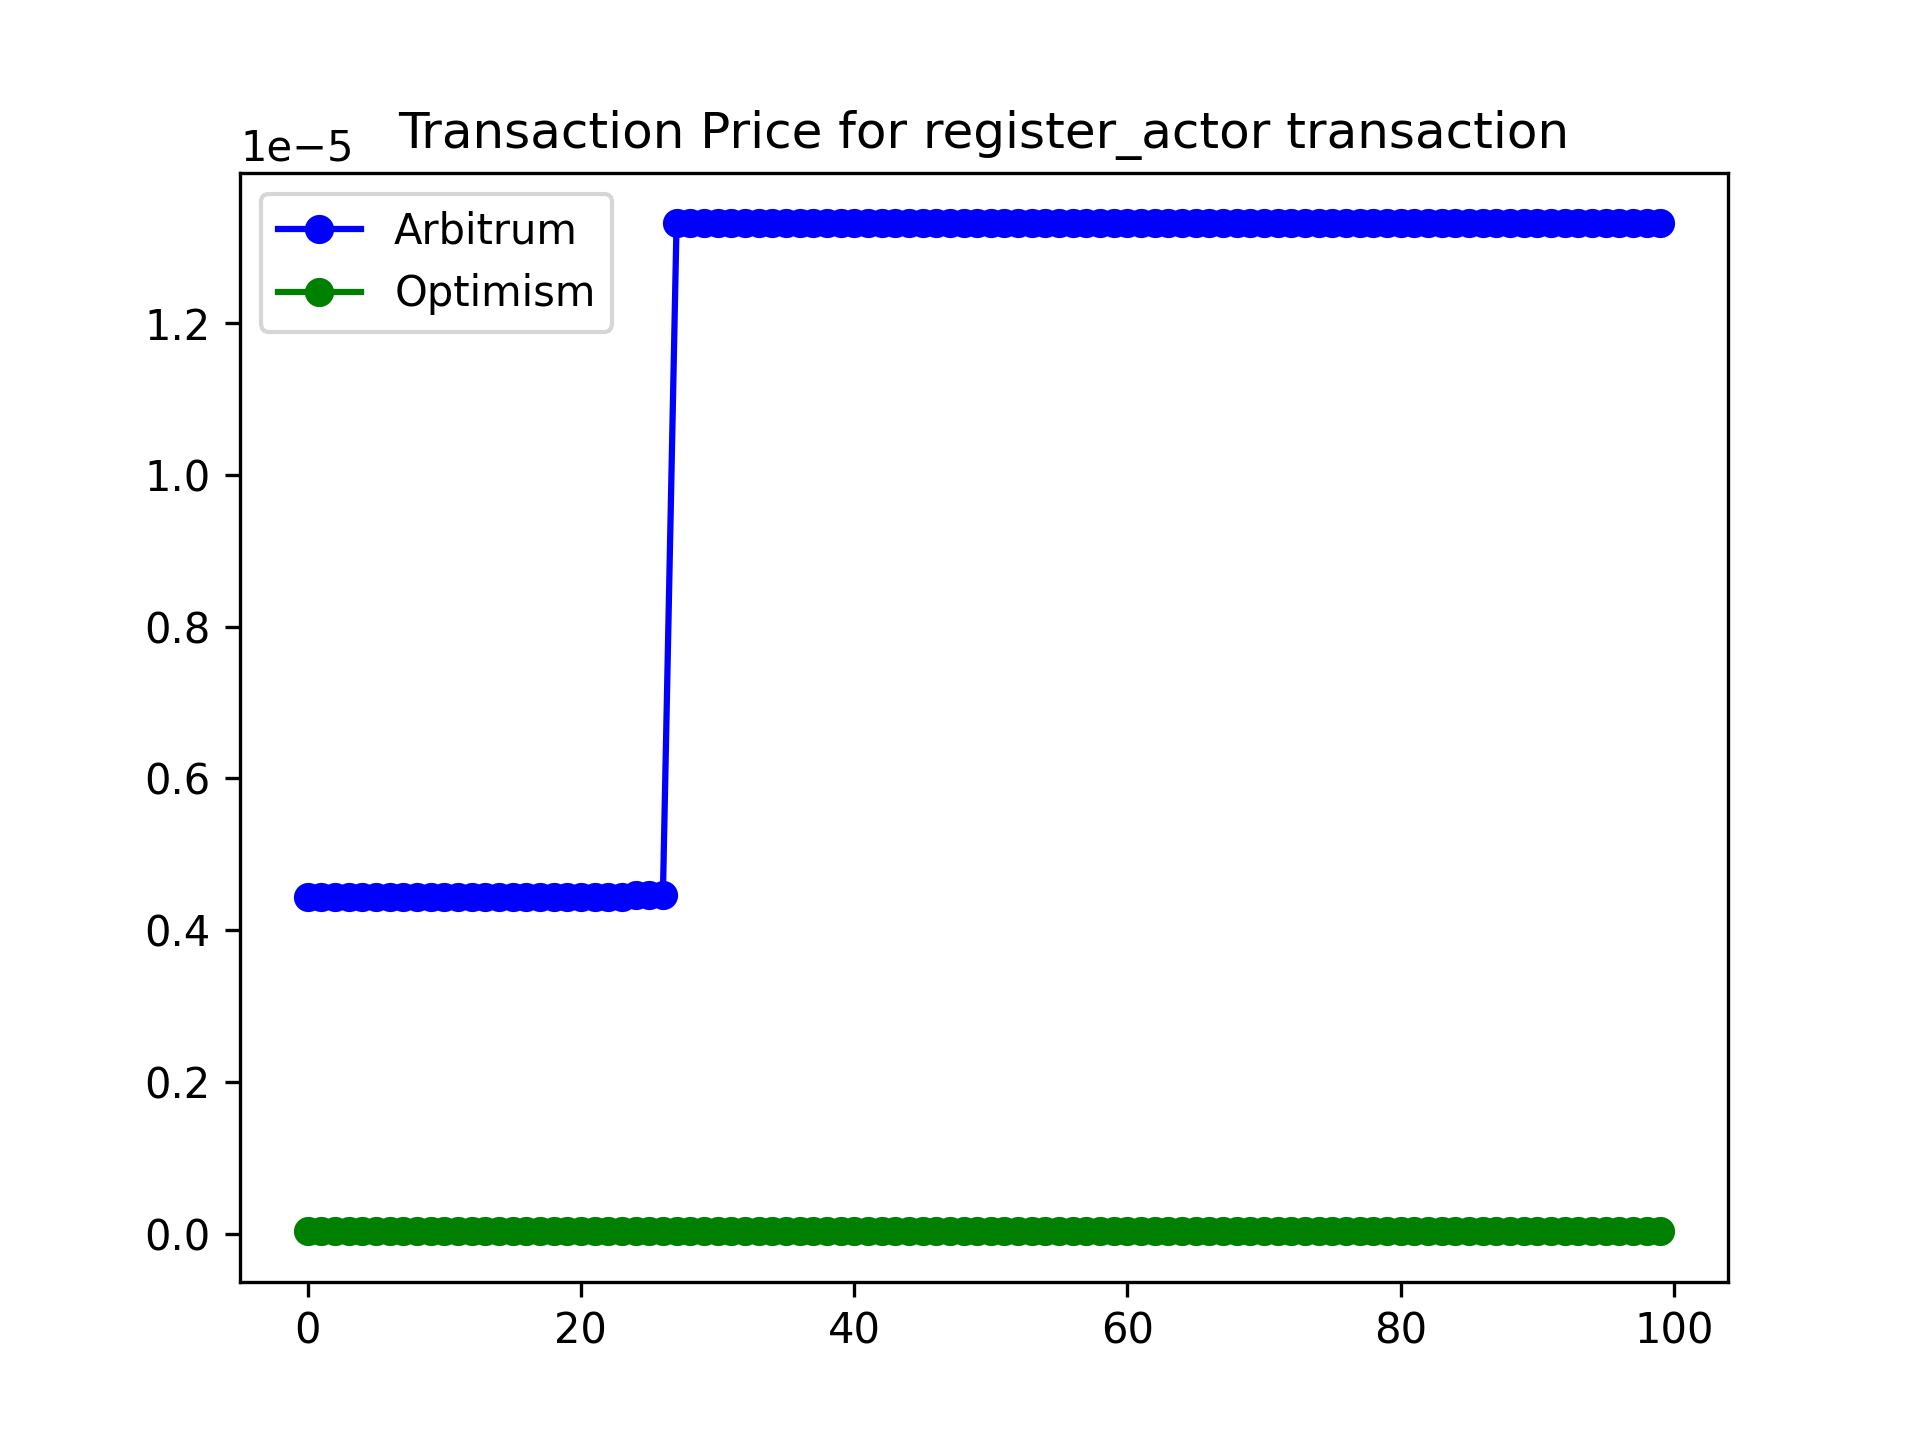 Transaction Price for register_actor transaction
1e−5
Arbitrum
Optimism
1.2
1.0
0.8
0.6
0.4
0.2
0.0
0 20 40 60 80 100